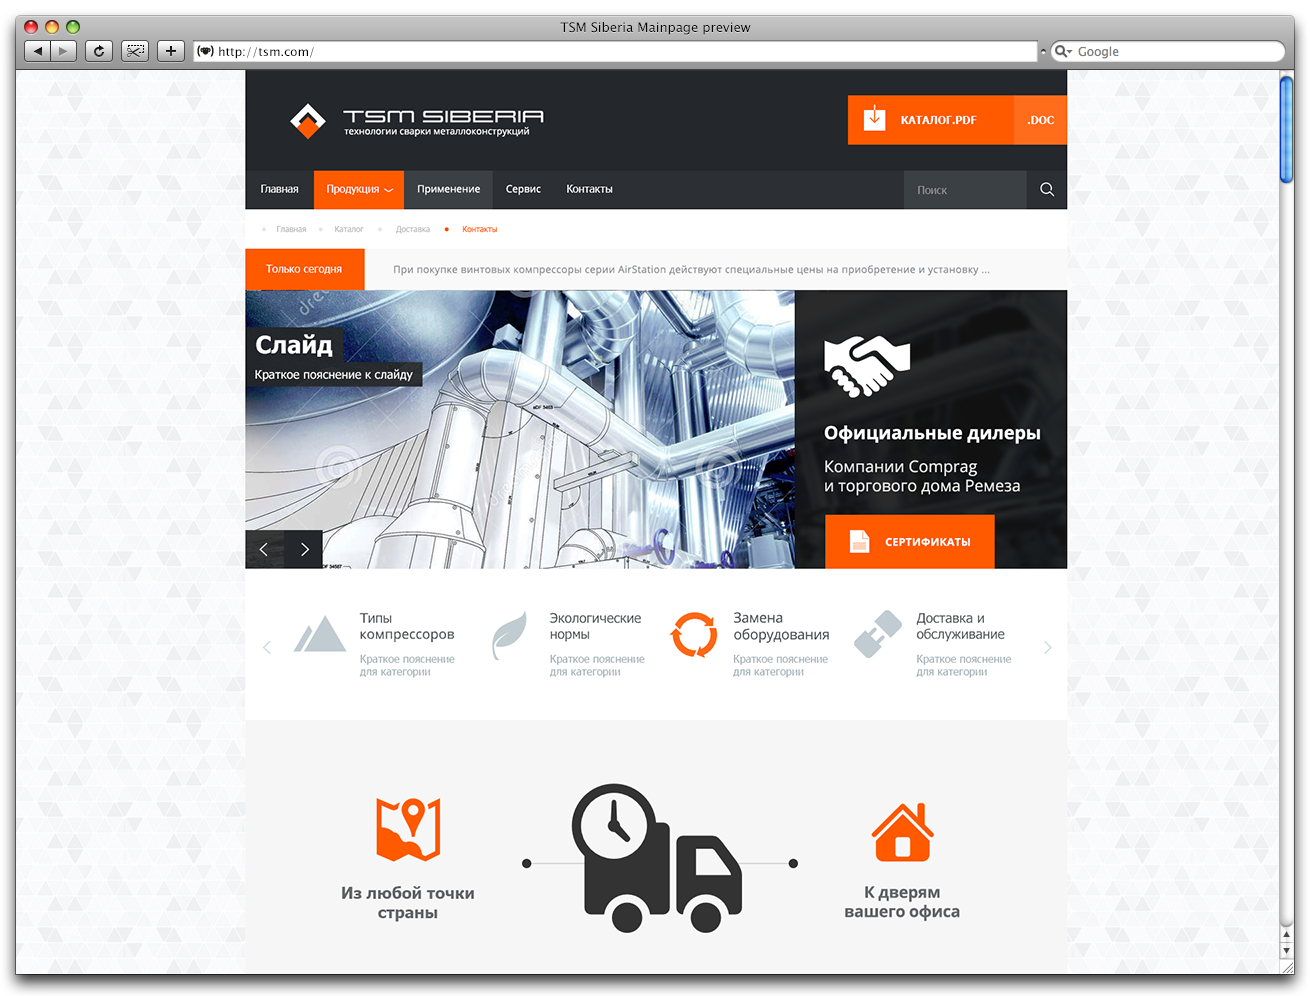 TSM Siberia Mainpage preview
http://tsm.com/
Google
TSM SIBERIA
технологии сварки металлоконструкций
КАТАЛОГ.PDF
.DOC
Главная
Продукция
Применение
Сервис
Контакты
Поиск
Главная
Каталог
Доставка
Контакты
Только сегодня
При покупке винтовых компрессоры серии AirStation действуют специальные цены на приобретение и установку ...
Слайд
Краткое пояснение к слайду
Официальные дилеры
Компании Comprag
и торгового дома Ремеза
СЕРТИФИКАТЫ
Типы
компрессоров
Краткое пояснение
для категории
Экологические
нормы
Краткое пояснение
для категории
Замена
оборудования
Краткое пояснение
для категории
Доставка и
обслуживание
Краткое пояснение
для категории
Из любой точки
страны
К дверям
вашего офиса